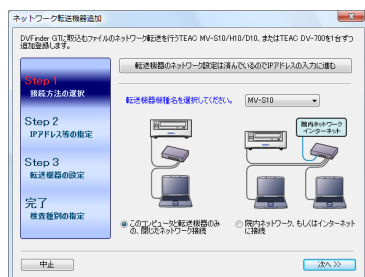 ネットワーク転送機器追加
DVFinder GTに取込むファイルのネットワーク転送を行うTEAC MV-S10/H10/D10、またはTEAC DV-700を1台ずつ
追加登録します。
転送機器のネットワーク設定は済んでいるのでIPアドレスの入力に進む
Step 1
接続方法の選択
転送機器機種名を選択してください。
MV-S10
Step 2
IPアドレス等の指定
院内ネットワーク
インターネット
Step 3
転送機器の設定
完了
検査種別の指定
このコンピュータと転送機器のみ
の、閉じたネットワーク接続
院内ネットワーク、もしくはインターネット
に接続
中止
次へ >>